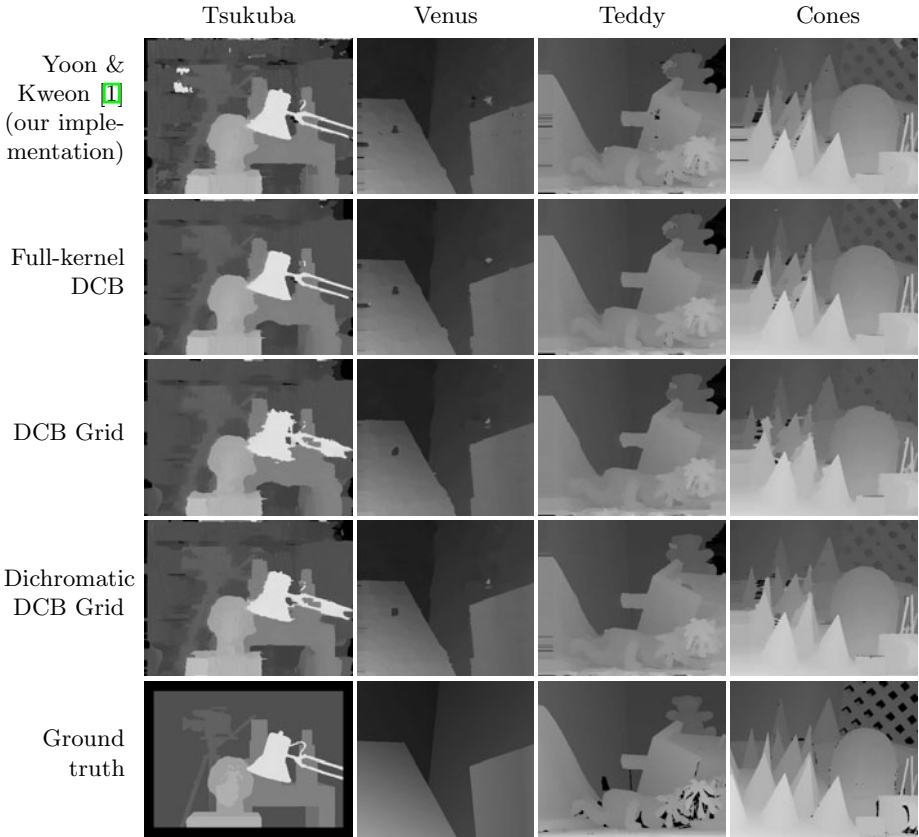 Tsukuba Venus Teddy Cones
Yoon &
Kweon [1]
(our imple-
mentation)
Full-kernel
DCB
DCB Grid
Dichromatic
DCB Grid
Ground
truth